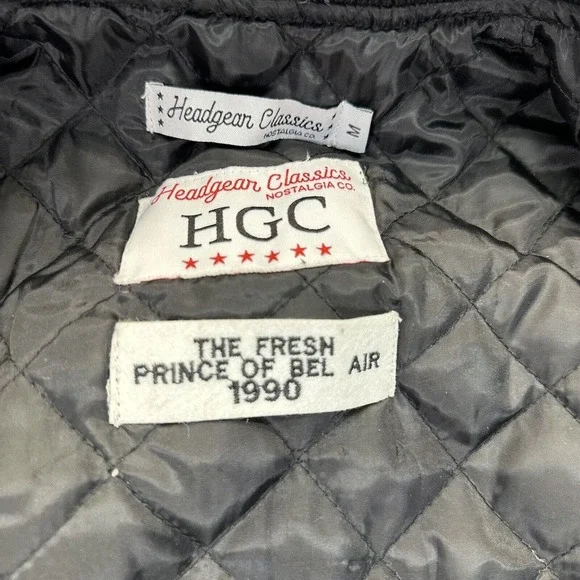 Headgear Classics
NOSTALGIA CO.
M
Headgear Classics
NOSTALGIA CO.
HGC
THE FRESH
PRINCE OF BEL AIR
1990